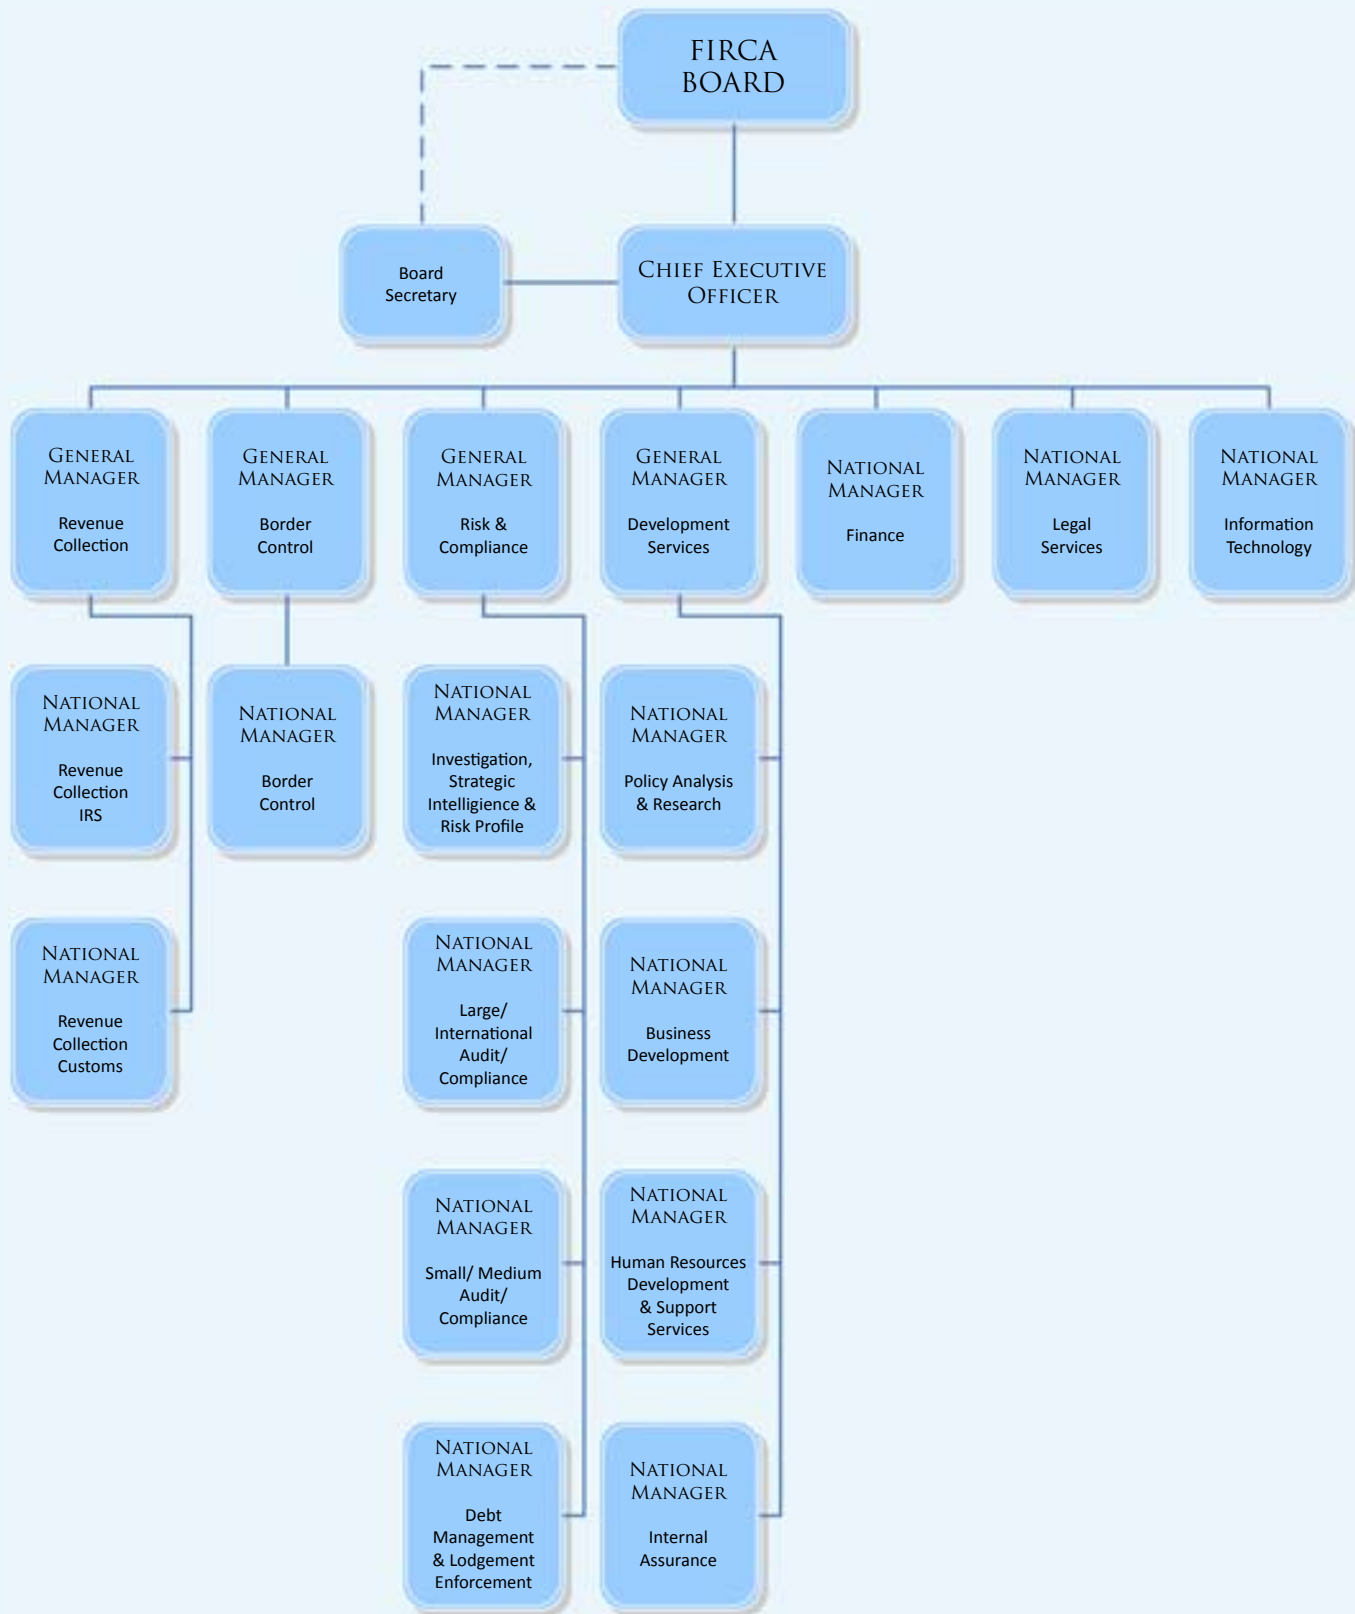 FIRCA
BOARD
Board
Secretary
Chief Executive
Officer
General
Manager
Revenue
Collection
General
Manager
Border
Control
General
Manager
Risk &
Compliance
General
Manager
Development
Services
National
Manager
Finance
National
Manager
Legal
Services
National
Manager
Information
Technology
National
Manager
Revenue
Collection
IRS
National
Manager
Border
Control
National
Manager
Investigation,
Strategic
Intelligience &
Risk Profile
National
Manager
Policy Analysis
& Research
National
Manager
Revenue
Collection
Customs
National
Manager
Large/
International
Audit/
Compliance
National
Manager
Business
Development
National
Manager
Small/ Medium
Audit/
Compliance
National
Manager
Human Resources
Development
& Support
Services
National
Manager
Debt
Management
& Lodgement
Enforcement
National
Manager
Internal
Assurance